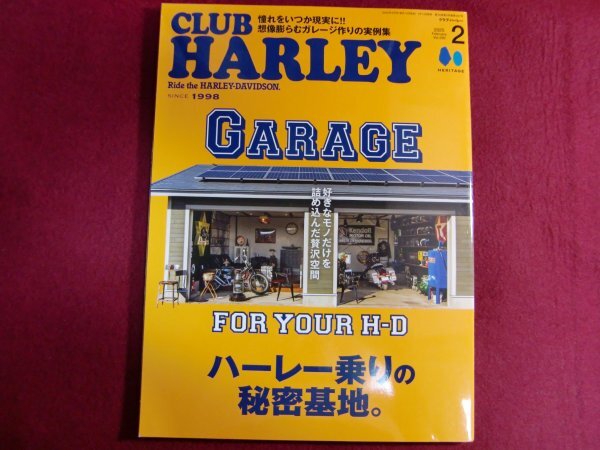 CLUB
HARLEY
憧れをいつか現実に!!
想像膨らむガレージ作りの実例集
2
HERITAGE
Ride the HARLEY-DAVIDSON.
SINCE 1998
GARAGE
好きなモノだけを
詰め込んだ贅沢空間
Kendall
MOTOR OIL
FOR YOUR H-D
ハーレー乗りの
秘密基地。